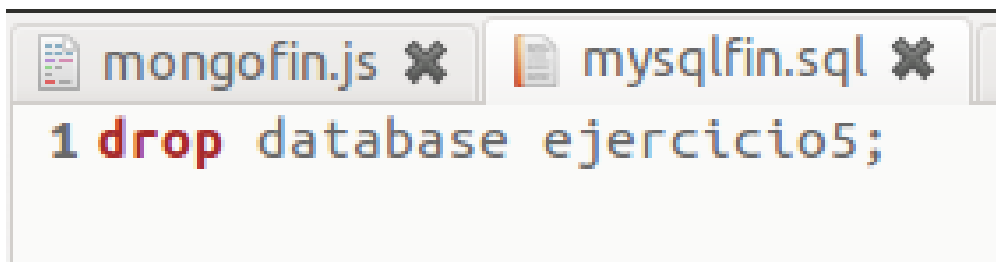 mongofin.js ✖ mysqlfin.sql ✖
1 drop database ejercicio5;